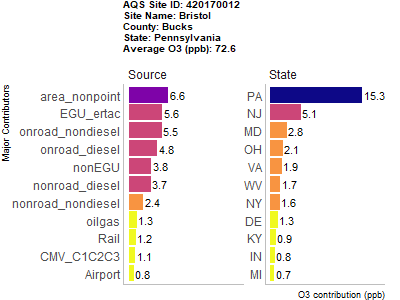 AQS Site ID: 420170012
Site Name: Bristol
County: Bucks
State: Pennsylvania
Average O3 (ppb): 72.6
Major Contributors
Source
area_nonpoint 6.6
EGU_ertac 5.6
onroad_nondiesel 5.5
onroad_diesel 4.8
nonEGU 3.8
nonroad_diesel 3.7
nonroad_nondiesel 2.4
oilgas 1.3
Rail 1.2
CMV_C1C2C3 1.1
Airport 0.8
State
PA 15.3
NJ 5.1
MD 2.8
OH 2.1
VA 1.9
WV 1.7
NY 1.6
DE 1.3
KY 0.9
IN 0.8
MI 0.7
O3 contribution (ppb)